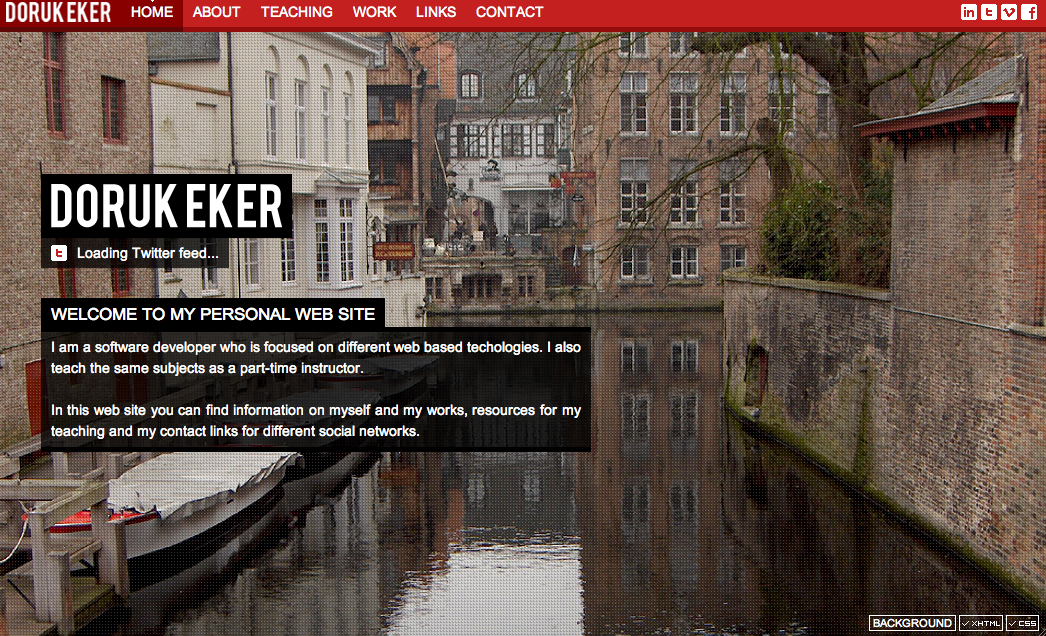 DORUK EKER HOME ABOUT TEACHING WORK LINKS CONTACT
DORUK EKER
Loading Twitter feed...
WELCOME TO MY PERSONAL WEB SITE
I am a software developer who is focused on different web based techologies. I also
teach the same subjects as a part-time instructor.
In this web site you can find information on myself and my works, resources for my
teaching and my contact links for different social networks.
BACKGROUND XHTML CSS